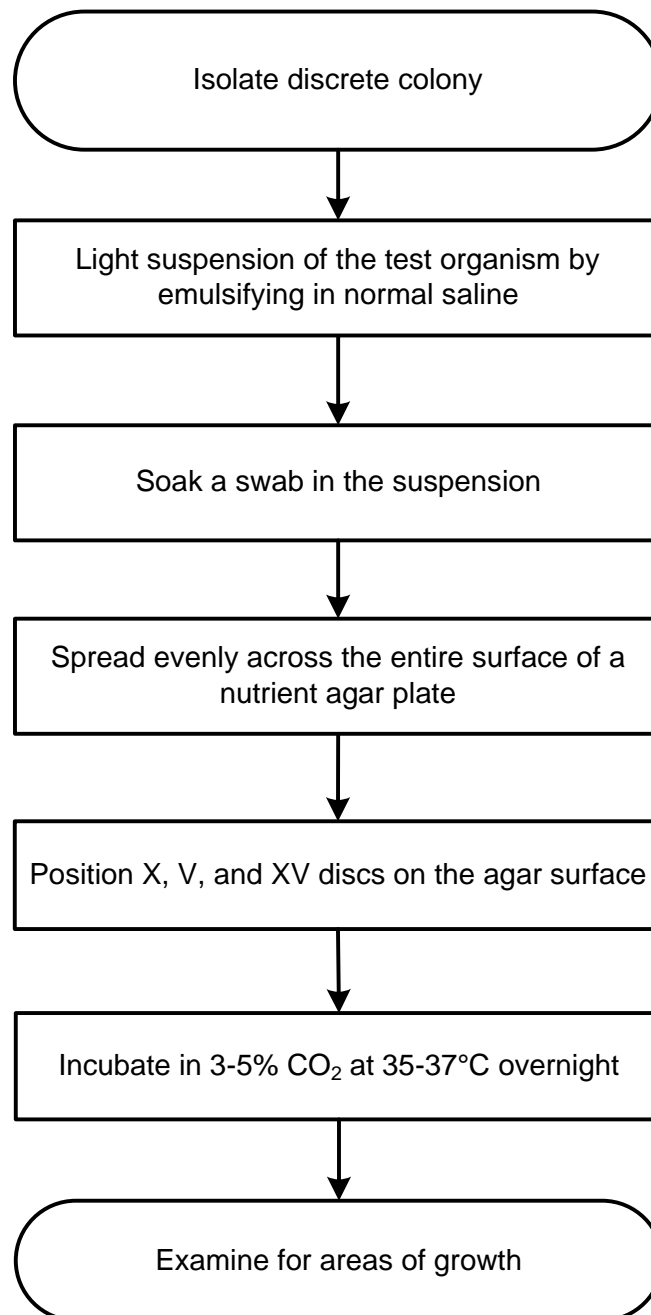 Isolate discrete colony
Light suspension of the test organism by
emulsifying in normal saline
Soak a swab in the suspension
Spread evenly across the entire surface of a
nutrient agar plate
Position X, V, and XV discs on the agar surface
Incubate in 3-5% CO₂ at 35-37°C overnight
Examine for areas of growth